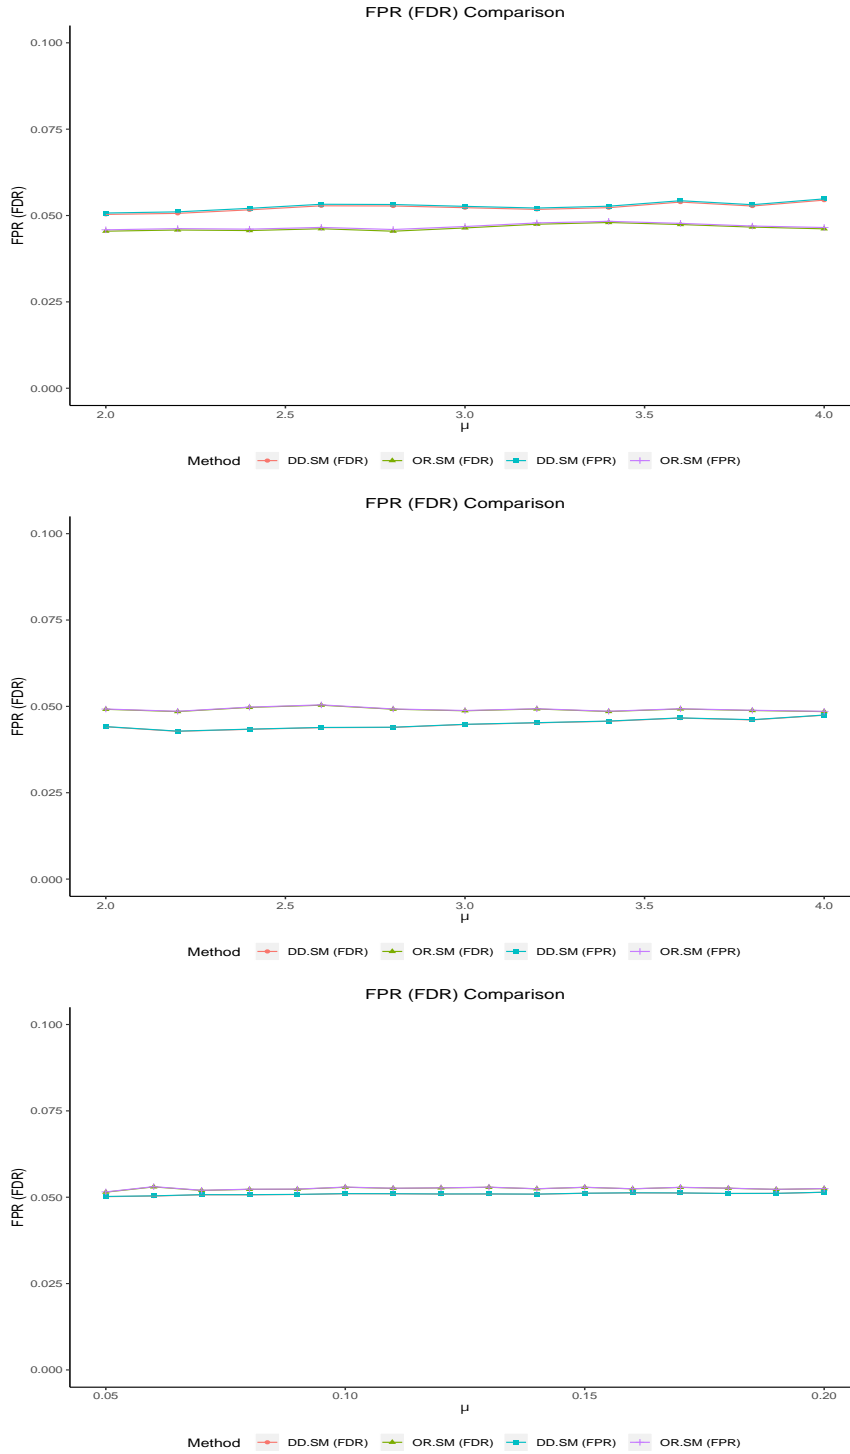 FPR (FDR) Comparison
0.100
0.075
0.050
0.025
0.000
FPR (FDR)
2.0 2.5 3.0 3.5 4.0
μ
Method DD.SM (FDR) OR.SM (FDR) DD.SM (FPR) OR.SM (FPR)
FPR (FDR) Comparison
0.100
0.075
0.050
0.025
0.000
FPR (FDR)
2.0 2.5 3.0 3.5 4.0
μ
Method DD.SM (FDR) OR.SM (FDR) DD.SM (FPR) OR.SM (FPR)
FPR (FDR) Comparison
0.100
0.075
0.050
0.025
0.000
FPR (FDR)
0.05 0.10 0.15 0.20
μ
Method DD.SM (FDR) OR.SM (FDR) DD.SM (FPR) OR.SM (FPR)